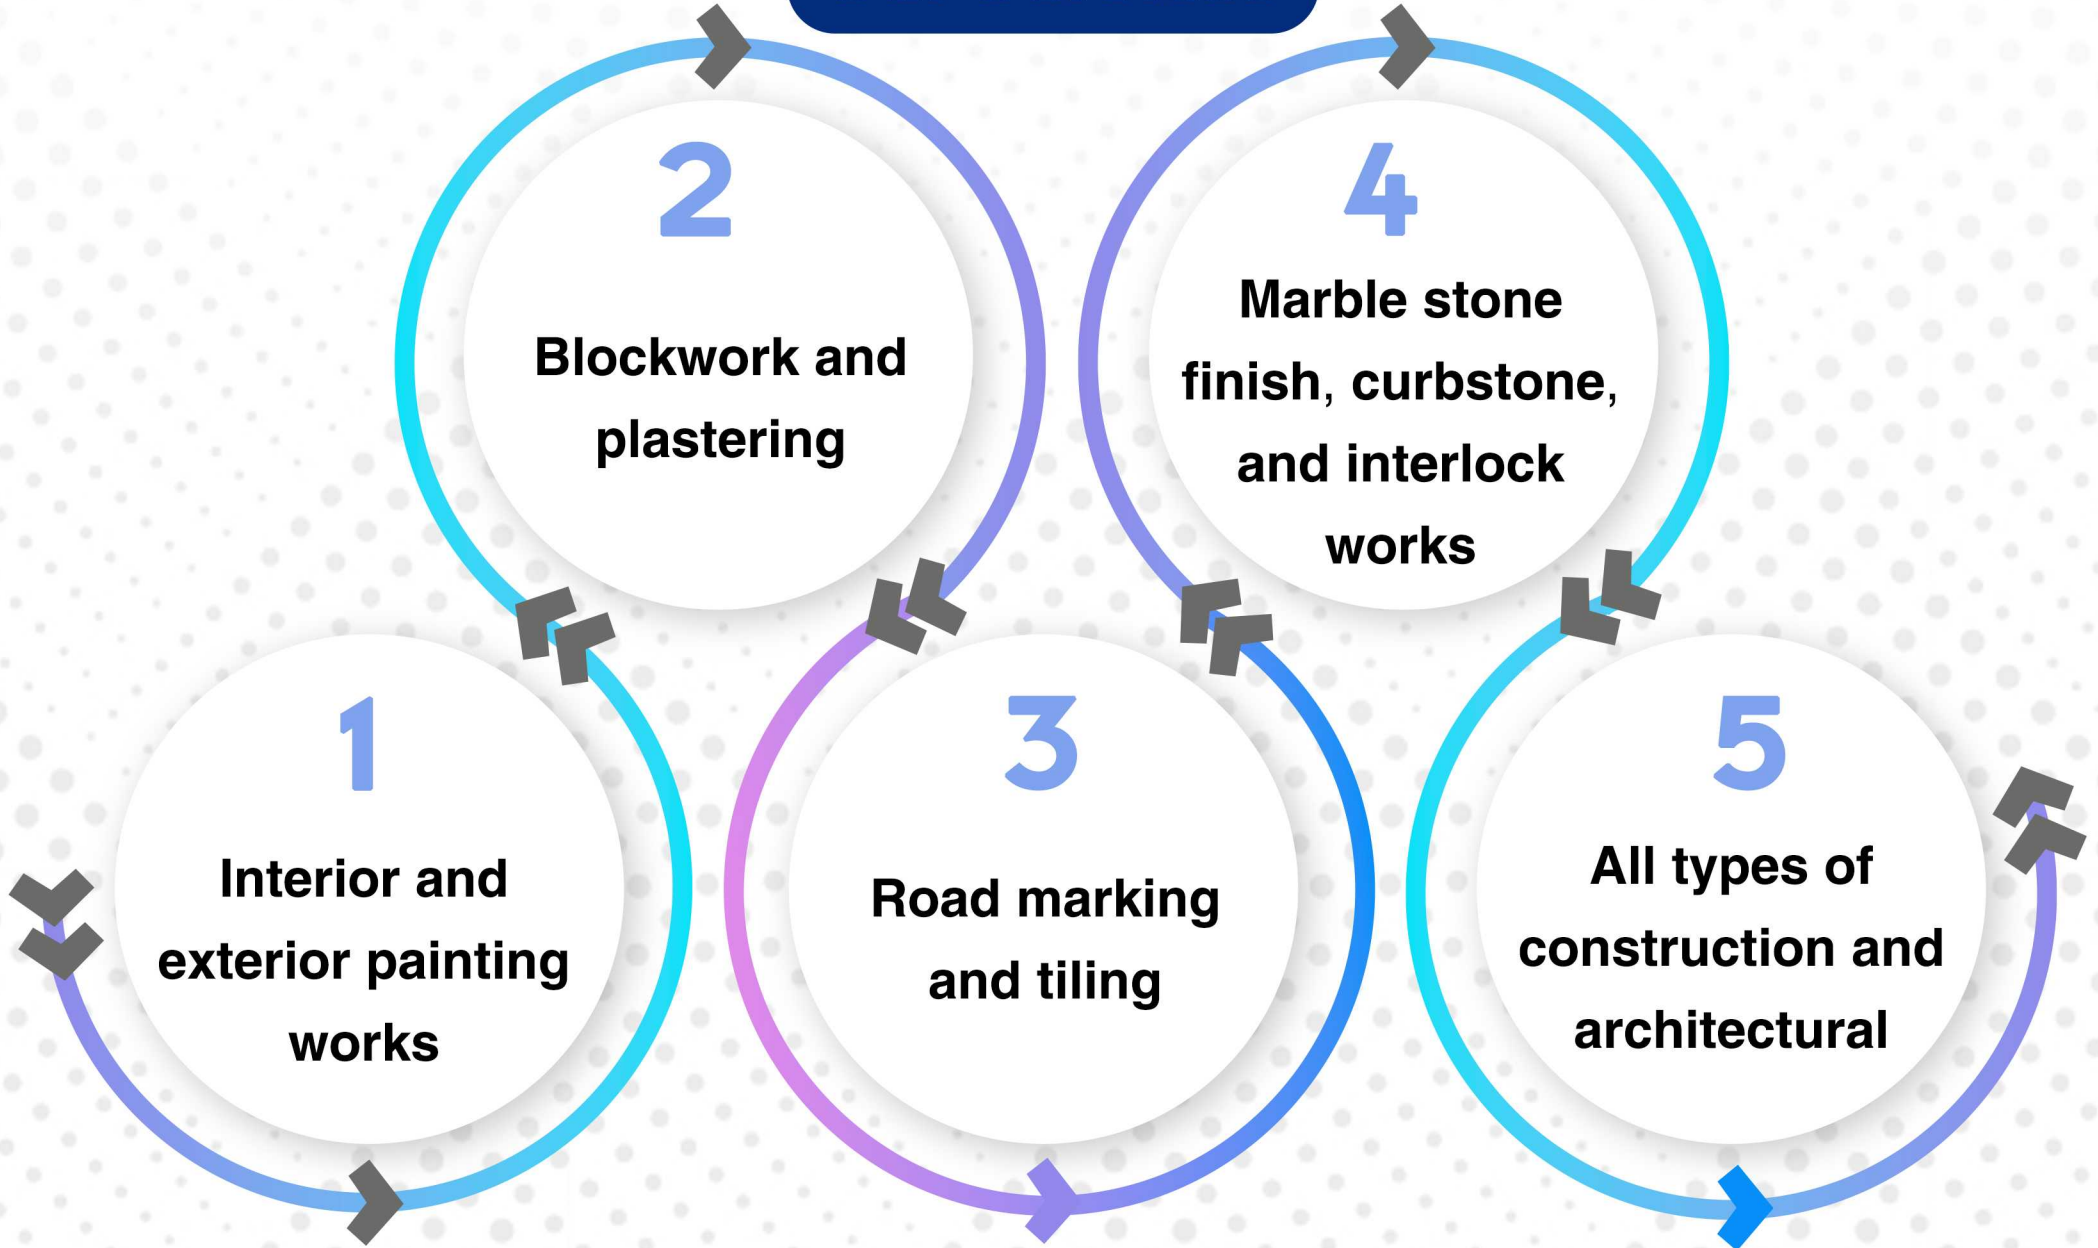 1
Interior and
exterior painting
works
2
Blockwork and
plastering
3
Road marking
and tiling
4
Marble stone
finish, curbstone,
and interlock
works
5
All types of
construction and
architectural